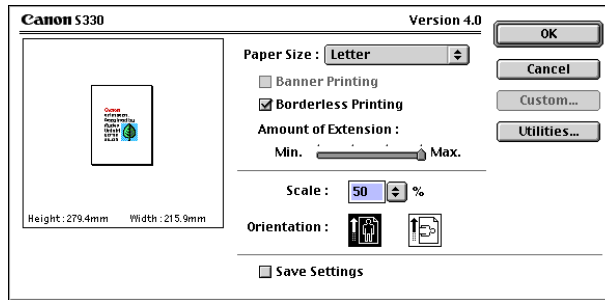 Canon S330
Version 4.0
OK
Paper Size : Letter
Cancel
Banner Printing
Custom...
Borderless Printing
Utilities...
Amount of Extension :
Min. Max.
Scale : 50 %
Height:279.4mm Width:215.9mm
Orientation :
Save Settings
Canon